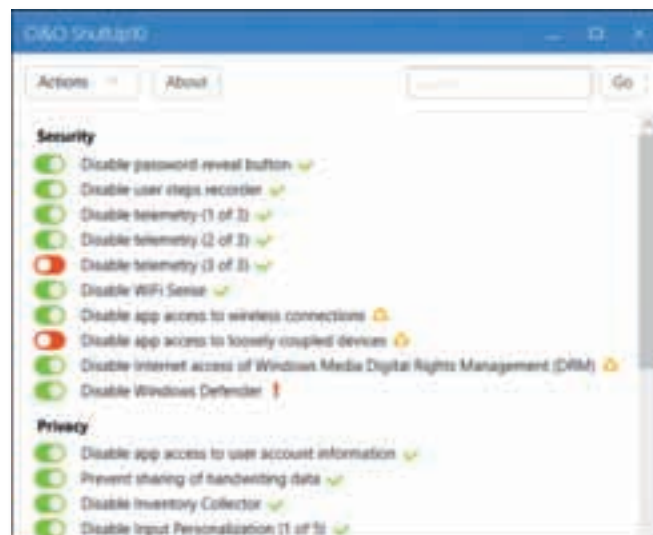 O&O ShutUp10
Actions About Go
Security
Disable password reveal button
Disable user steps recorder
Disable telemetry (1 of 3)
Disable telemetry (2 of 3)
Disable telemetry (3 of 3)
Disable WiFi Sense
Disable app access to wireless connections
Disable app access to loosely coupled devices
Disable Internet access of Windows Media Digital Rights Management (DRM)
Disable Windows Defender
Privacy
Disable app access to user account information
Prevent sharing of handwriting data
Disable Inventory Collector
Disable Input Personalization (1 of 5)